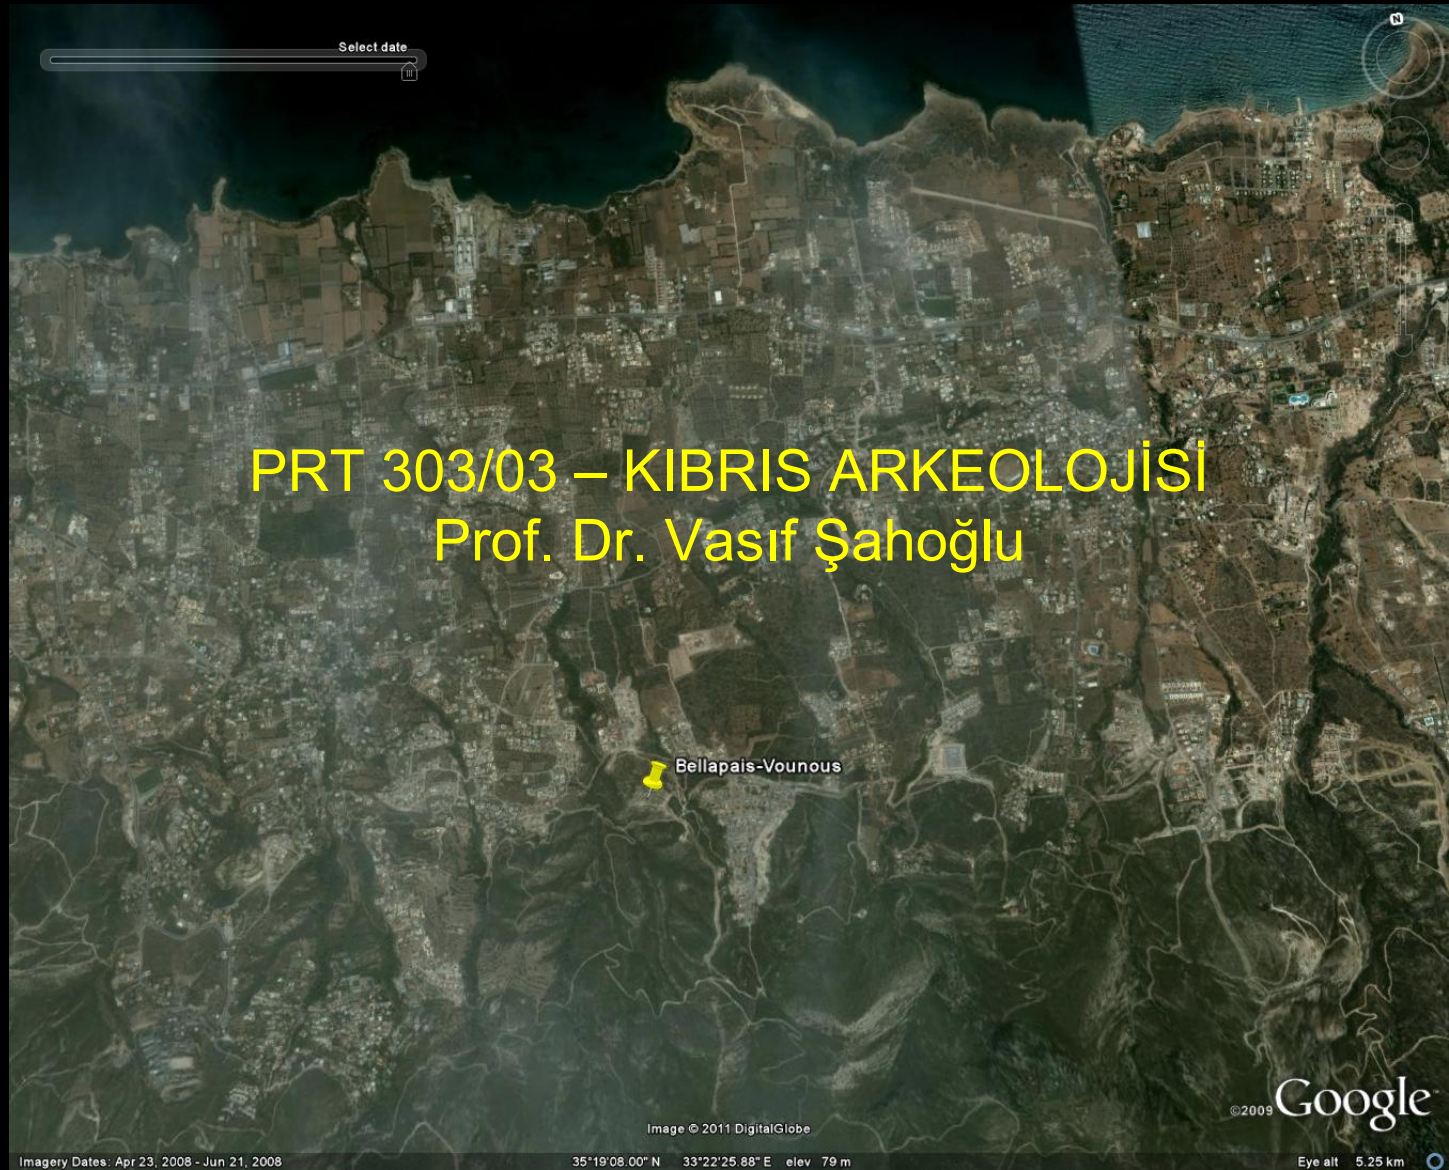 N
Select date
PRT 303/03 – KIBRIS ARKEOLOJİSİ
Prof. Dr. Vasıf Şahoğlu
Bellapais-Vounous
©2009 Google
Image © 2011 DigitalGlobe
Imagery Dates: Apr 23, 2008 - Jun 21, 2008 35°19'08.00" N 33°22'25.88" E elev 79 m Eye alt 5.25 km